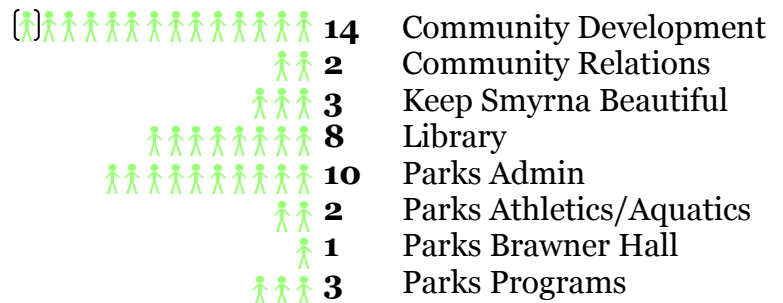 ( ) 14 Community Development
2 Community Relations
3 Keep Smyrna Beautiful
8 Library
10 Parks Admin
2 Parks Athletics/Aquatics
1 Parks Brawner Hall
3 Parks Programs